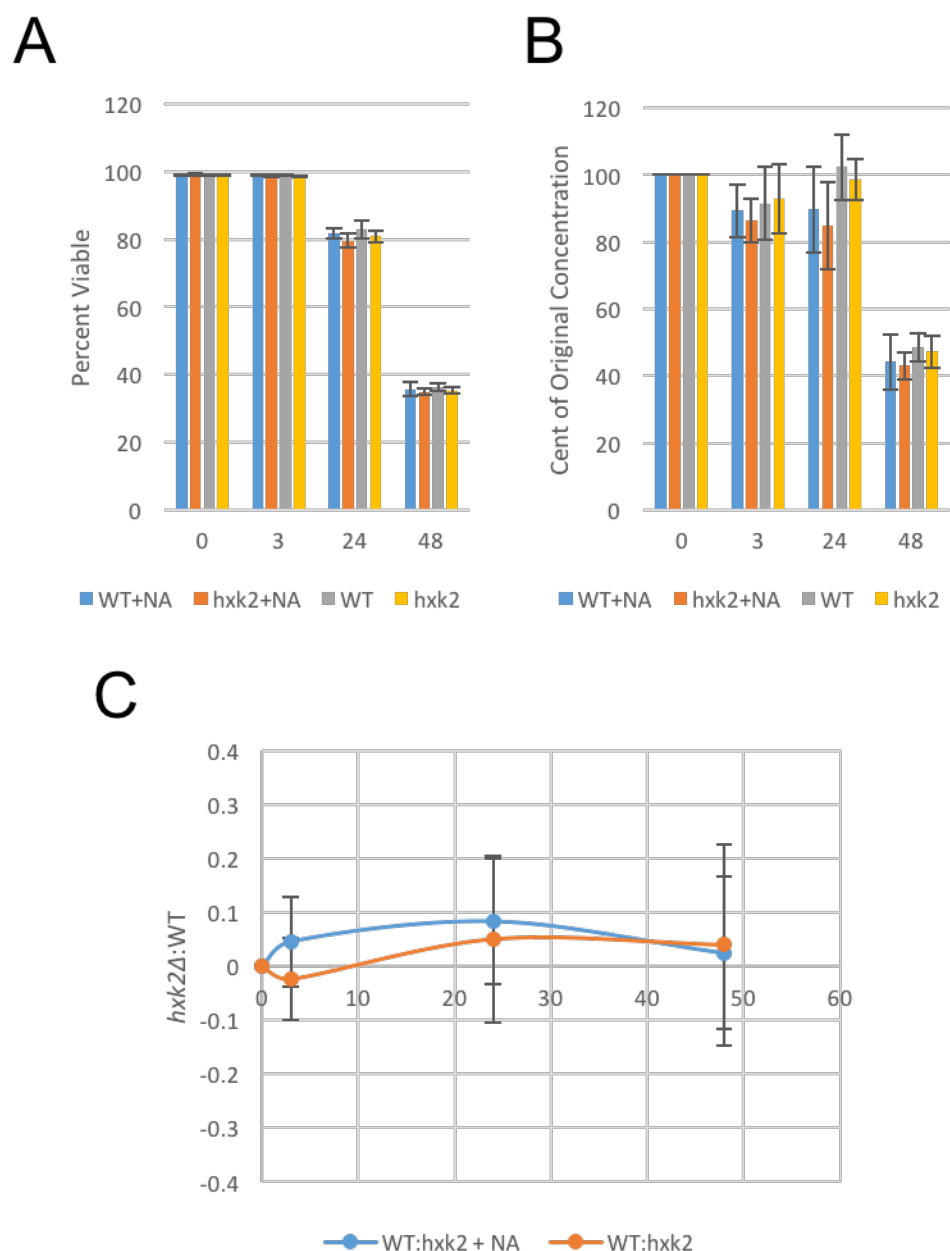 A
B
120
100
80
60
40
20
0
Percent Viable
0 3 24 48
WT+NA hxk2+NA WT hxk2
120
100
80
60
40
20
0
Cent of Original Concentration
0 3 24 48
WT+NA hxk2+NA WT hxk2
C
0.4
0.3
0.2
0.1
0
-0.1
-0.2
-0.3
-0.4
hxk2Δ:WT
0 10 20 30 40 50 60
WT:hxk2 + NA WT:hxk2